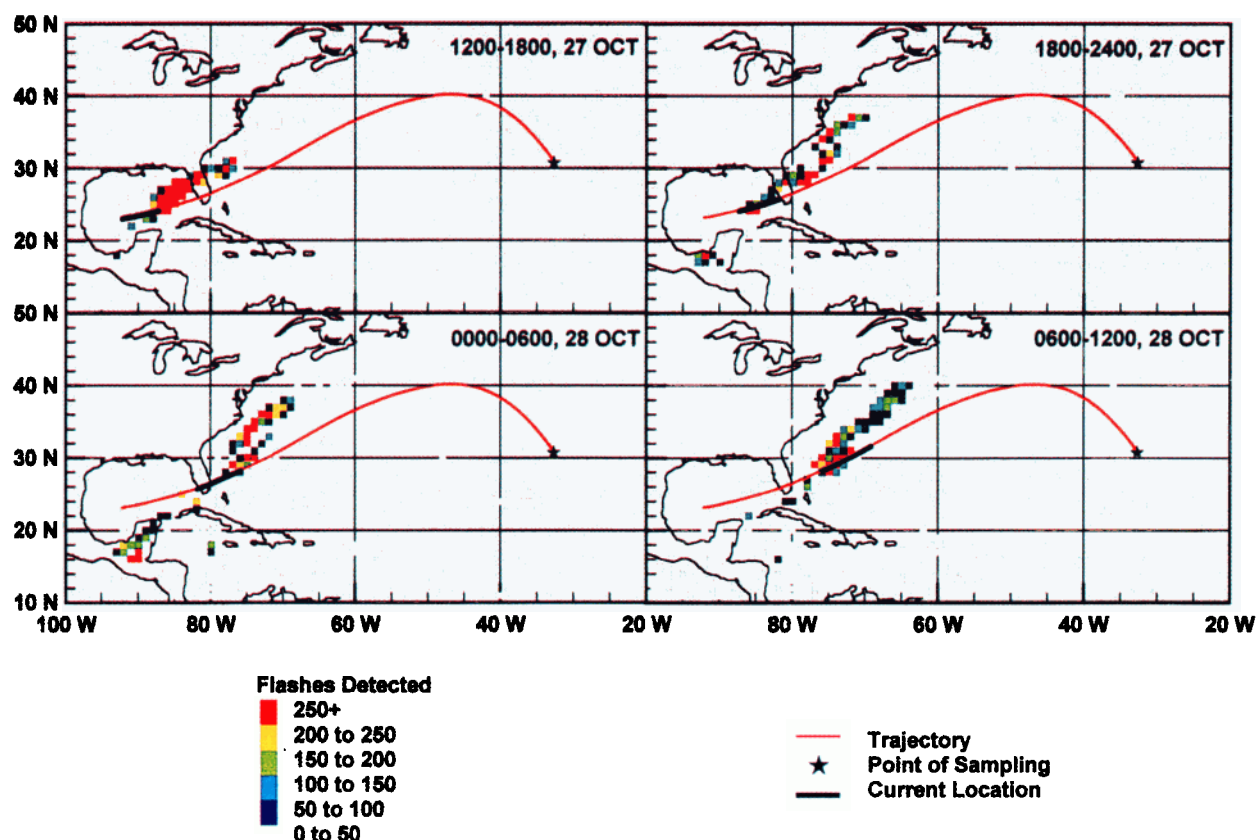 50 N
40 N
30 N
20 N
50 N
40 N
30 N
20 N
10 N
1200-1800, 27 OCT
1800-2400, 27 OCT
0000-0600, 28 OCT
0600-1200, 28 OCT
100 W 80 W 60 W 40 W 20 W 80 W 60 W 40 W 20 W
Flashes Detected
250+
200 to 250
150 to 200
100 to 150
50 to 100
0 to 50
Trajectory
Point of Sampling
Current Location